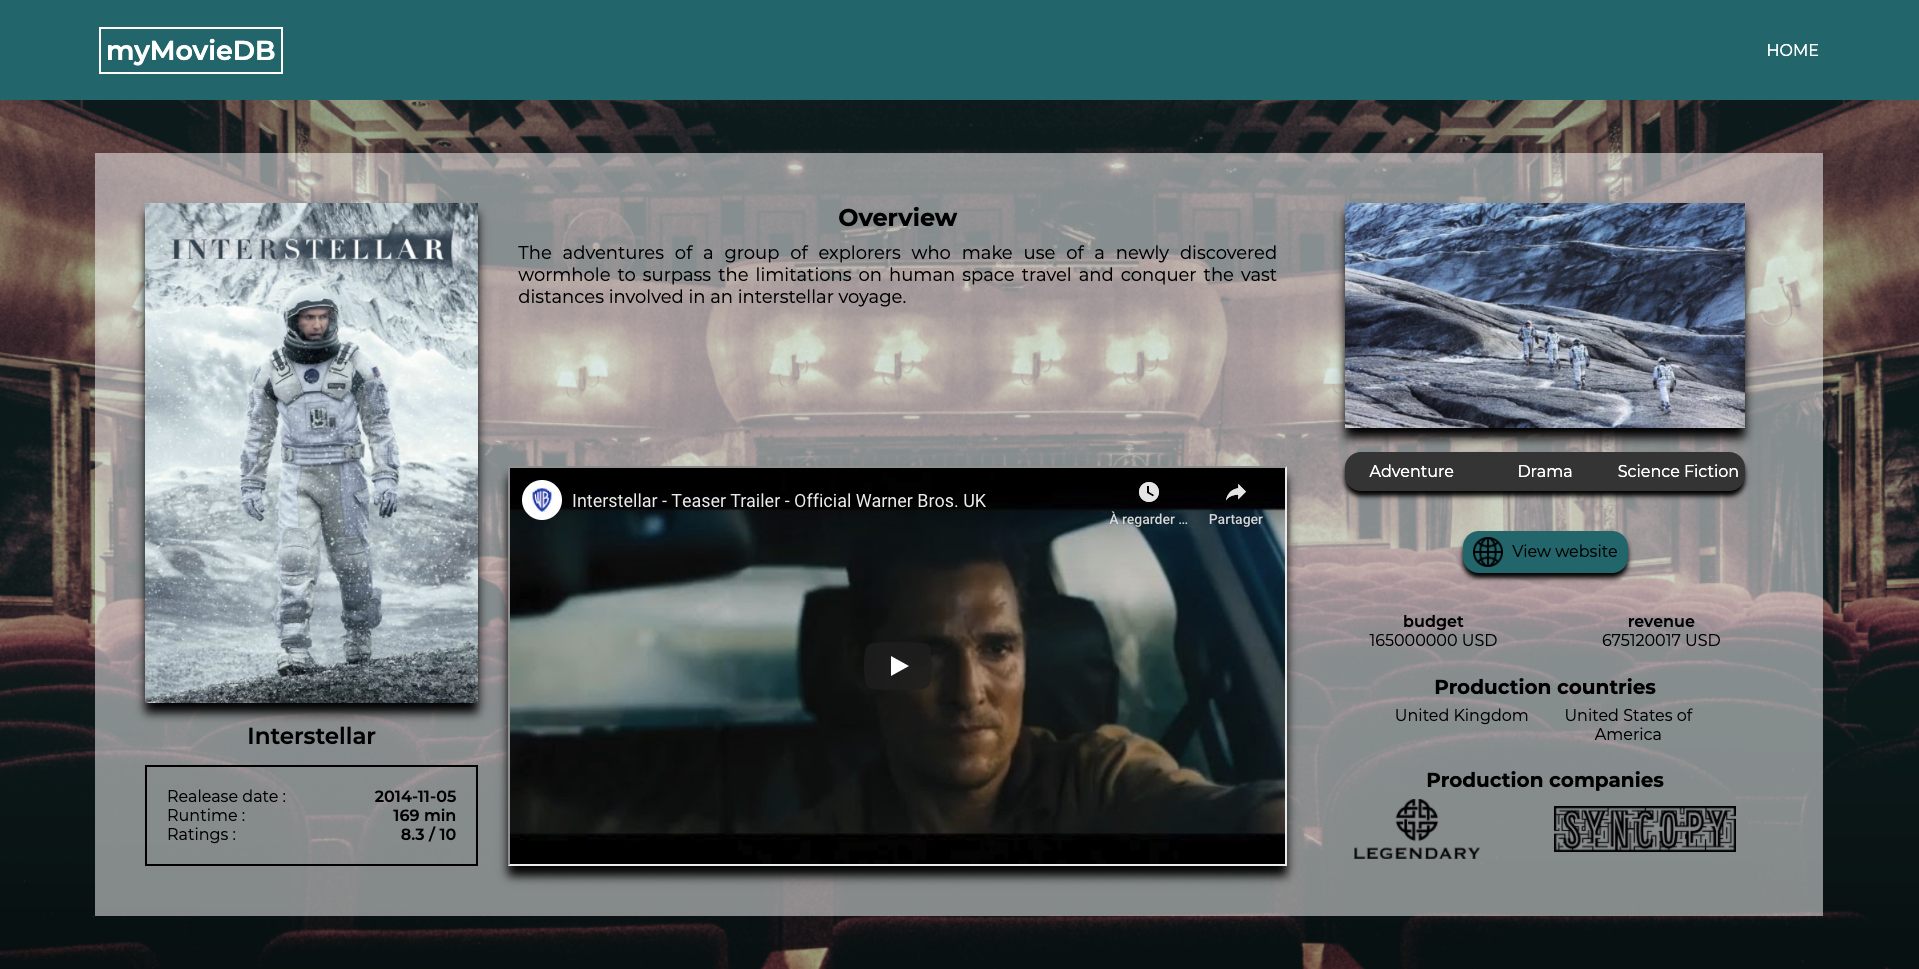 myMovieDB
HOME
INTERSTELLAR
Interstellar
Realease date : 2014-11-05
Runtime : 169 min
Ratings : 8.3 / 10
Overview
The adventures of a group of explorers who make use of a newly discovered
wormhole to surpass the limitations on human space travel and conquer the vast
distances involved in an interstellar voyage.
Interstellar - Teaser Trailer - Official Warner Bros. UK
À regarder ...
Partager
Adventure Drama Science Fiction
View website
budget revenue
165000000 USD 675120017 USD
Production countries
United Kingdom United States of
America
Production companies
LEGENDARY SYNCOPY